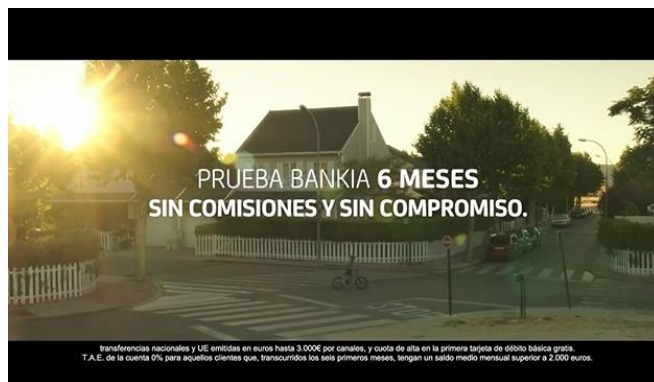 PRUEBA BANKIA 6 MESES
SIN COMISIONES Y SIN COMPROMISO.
transferencias nacionales y UE emitidas en euros hasta 3.000€ por canales, y cuota de alta en la primera tarjeta de débito básica gratis.
T.A.E. de la cuenta 0% para aquellos clientes que, transcurridos los seis primeros meses, tengan un saldo medio mensual superior a 2.000 euros.